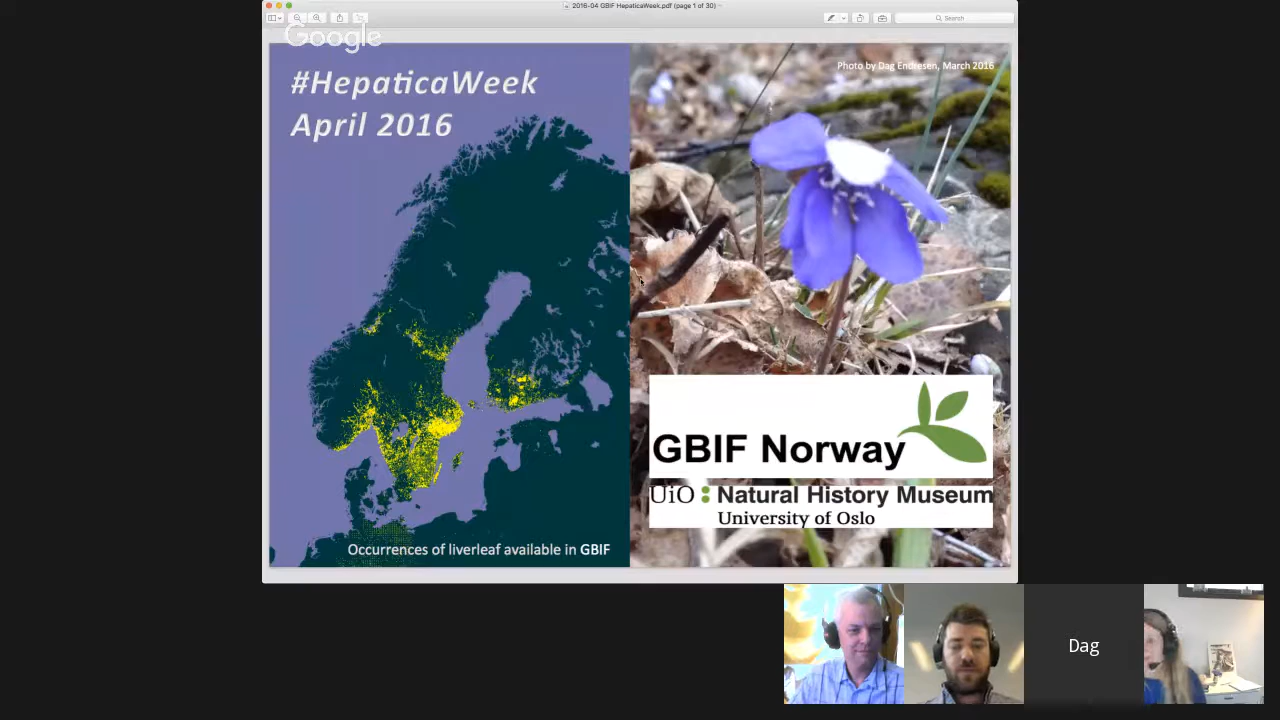 2016-04 GBIF HepaticaWeek.pdf (page 1 of 30)
Search
Google
#HepaticaWeek
April 2016
Photo by Dag Endresen, March 2016
GBIF Norway
UiO : Natural History Museum
University of Oslo
Occurrences of liverleaf available in GBIF
Dag